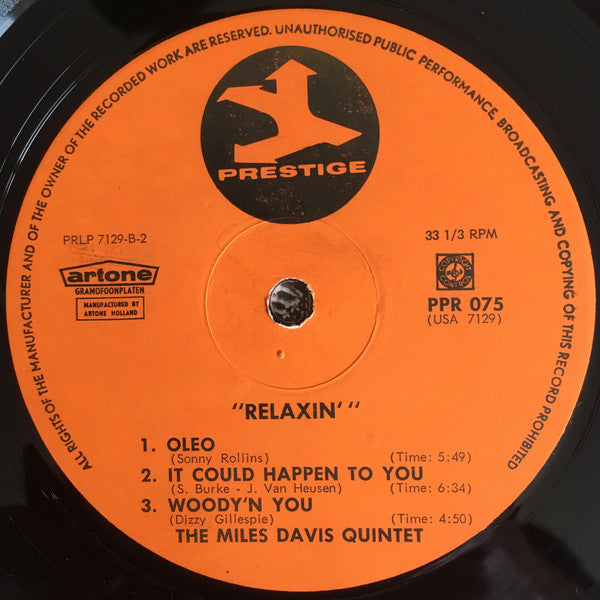 ALL RIGHTS OF THE MANUFACTURER AND OF THE OWNER OF THE RECORDED WORK ARE RESERVED. UNAUTHORISED PUBLIC PERFORMANCE, BROADCASTING AND COPYING OF THIS RECORD PROHIBITED
PRESTIGE
PRLP 7129-B-2
33 1/3 RPM
artone
GRAMOFOONPLATEN
MANUFACTURED BY
ARTONE HOLLAND
COPYRIGHT
CONTROL
PPR 075
(USA 7129)
"RELAXIN' "
1. OLEO
(Sonny Rollins) (Time: 5:49)
2. IT COULD HAPPEN TO YOU
(S. Burke - J. Van Heusen) (Time: 6:34)
3. WOODY'N YOU
(Dizzy Gillespie) (Time: 4:50)
THE MILES DAVIS QUINTET